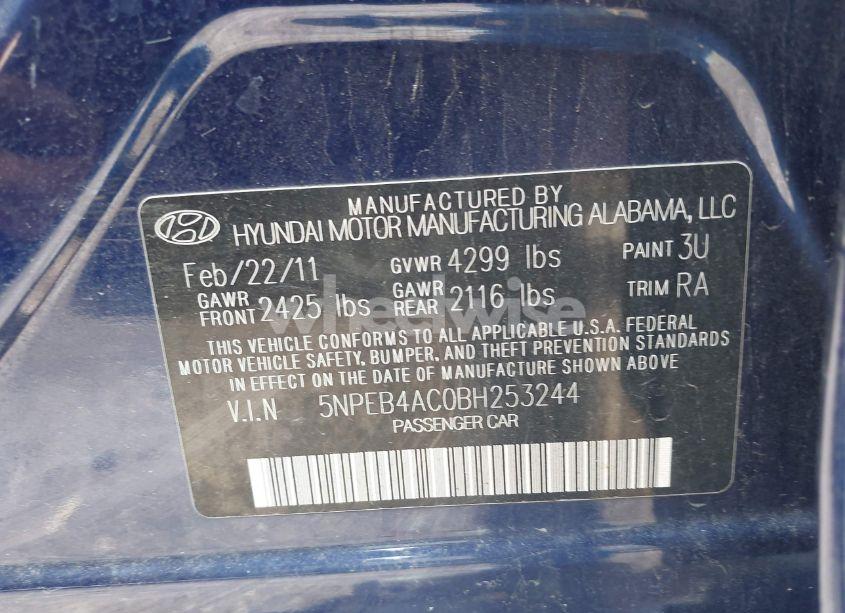 MANUFACTURED BY
HYUNDAI MOTOR MANUFACTURING ALABAMA, LLC
Feb/22/11 GVWR 4299 lbs PAINT 3U
GAWR FRONT 2425 lbs GAWR REAR 2116 lbs TRIM RA
THIS VEHICLE CONFORMS TO ALL APPLICABLE U.S.A. FEDERAL
MOTOR VEHICLE SAFETY, BUMPER, AND THEFT PREVENTION STANDARDS
IN EFFECT ON THE DATE OF MANUFACTURE SHOWN ABOVE
V.I.N 5NPEB4AC0BH253244
PASSENGER CAR
wheelwise